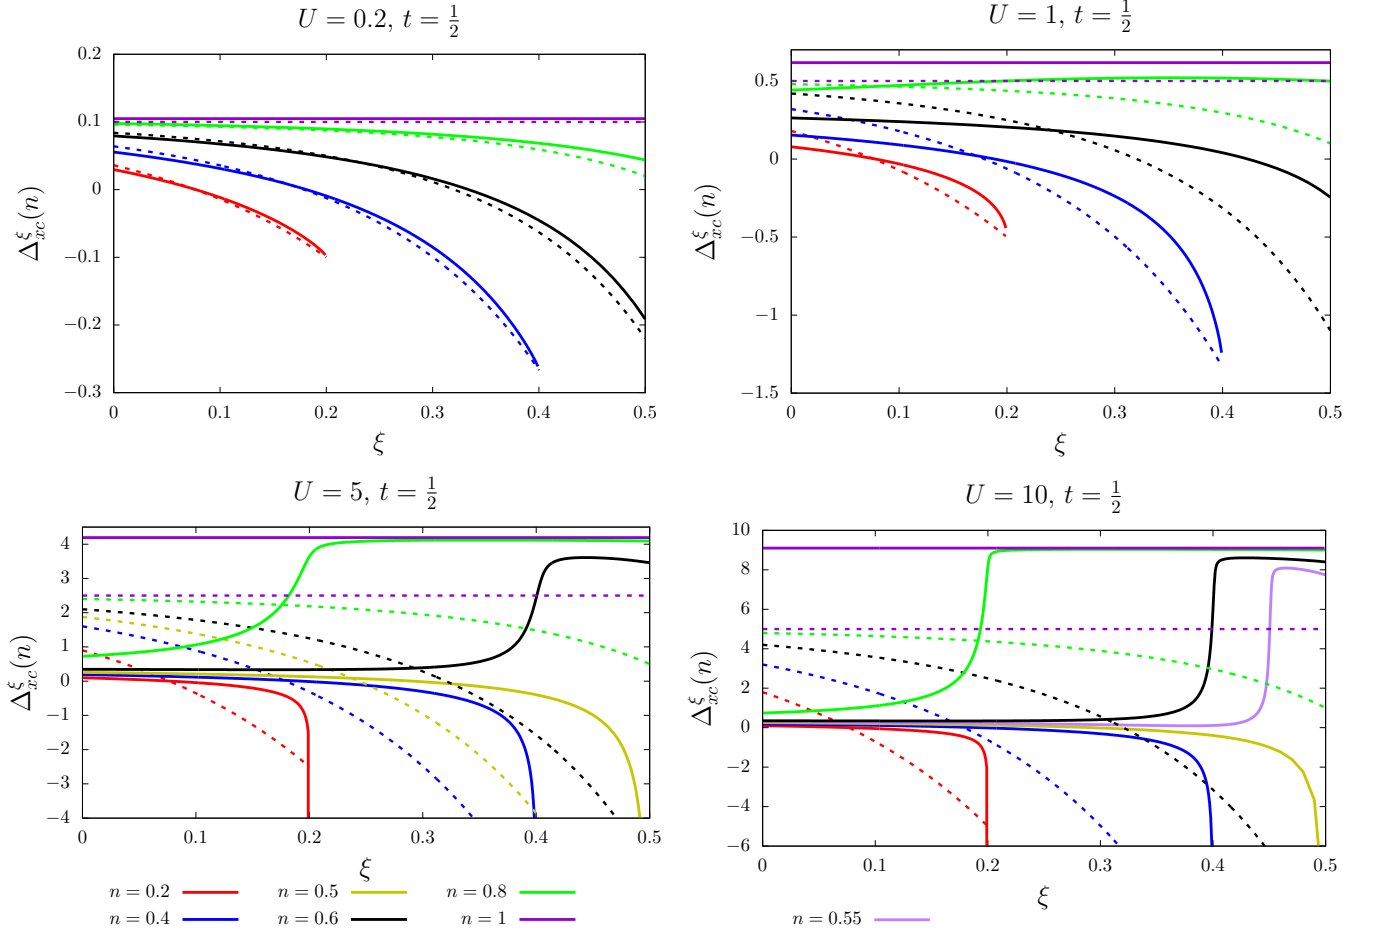 U = 0.2, t = 1/2
0.2
0.1
0
−0.1
−0.2
−0.3
0 0.1 0.2 0.3 0.4 0.5
Δ^ξ_xc(n)
ξ
U = 1, t = 1/2
0.5
0
−0.5
−1
−1.5
0 0.1 0.2 0.3 0.4 0.5
Δ^ξ_xc(n)
ξ
U = 5, t = 1/2
4
3
2
1
0
−1
−2
−3
−4
0 0.1 0.2 0.3 0.4 0.5
Δ^ξ_xc(n)
ξ
U = 10, t = 1/2
10
8
6
4
2
0
−2
−4
−6
0 0.1 0.2 0.3 0.4 0.5
Δ^ξ_xc(n)
ξ
n = 0.2 n = 0.5 n = 0.8
n = 0.4 n = 0.6 n = 1 n = 0.55